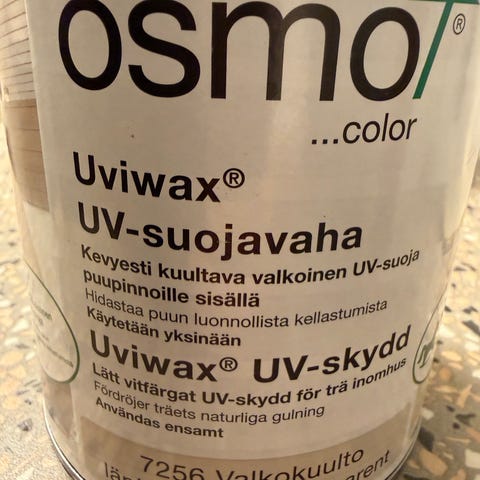 osmo
...color
Uviwax®
UV-suojavaha
Kevyesti kuultava valkoinen UV-suoja
puupinnoille sisällä
Hidastaa puun luonnollista kellastumista
Käytetään yksinään
Uviwax® UV-skydd
Lätt vitfärgat UV-skydd för trä inomhus
Fördröjer träets naturliga gulning
Användas ensamt
7256 Valkokuulto